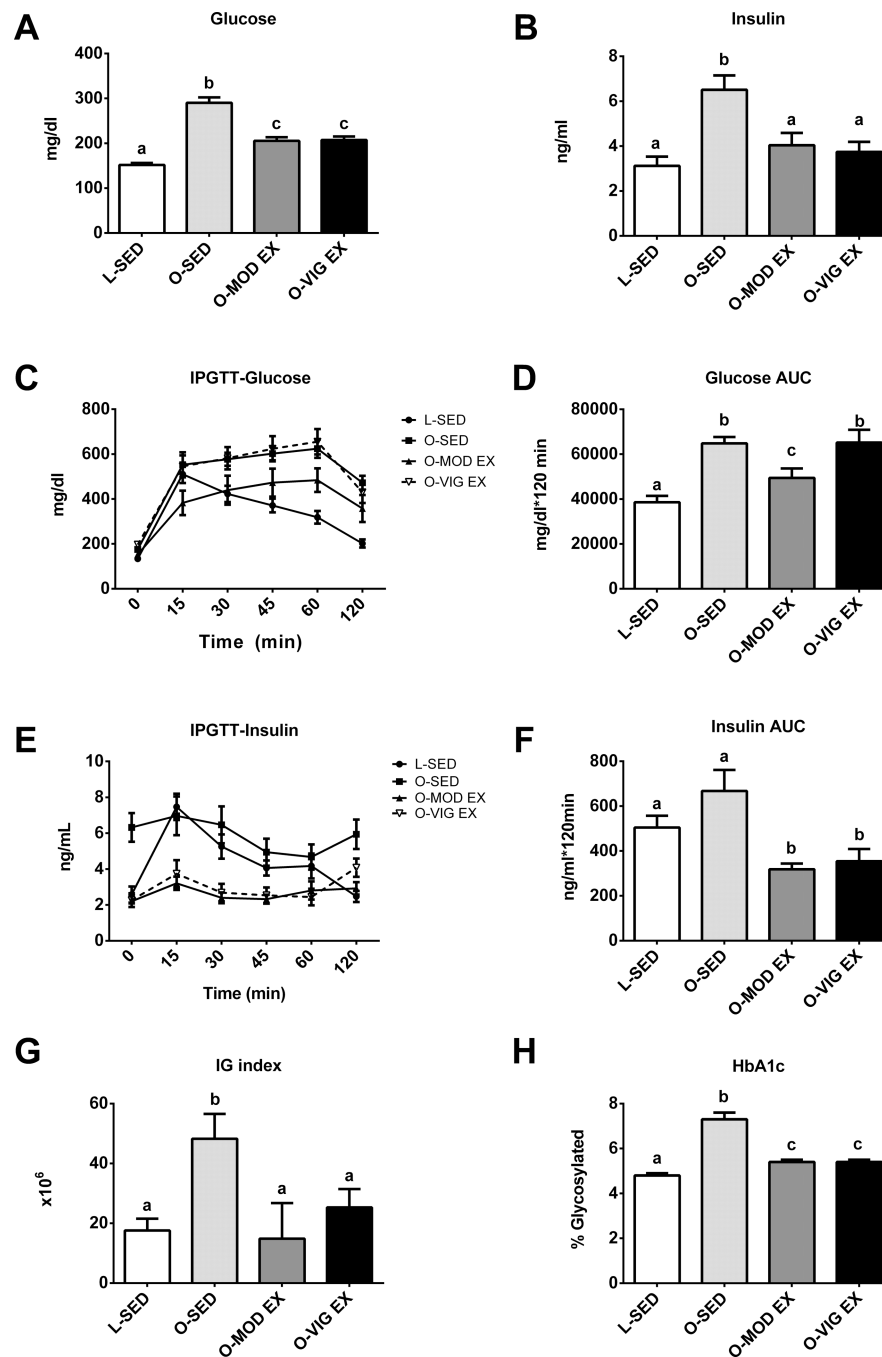 A
Glucose
mg/dl
400
300
200
100
0
a
b
c
c
L-SED
O-SED
O-MOD EX
O-VIG EX
B
Insulin
ng/ml
8
6
4
2
0
a
b
a
a
L-SED
O-SED
O-MOD EX
O-VIG EX
C
IPGTT-Glucose
mg/dl
800
600
400
200
0
0
15
30
45
60
120
Time (min)
L-SED
O-SED
O-MOD EX
O-VIG EX
D
Glucose AUC
mg/dl*120 min
80000
60000
40000
20000
0
a
b
c
b
L-SED
O-SED
O-MOD EX
O-VIG EX
E
IPGTT-Insulin
ng/mL
10
8
6
4
2
0
0
15
30
45
60
120
Time (min)
L-SED
O-SED
O-MOD EX
O-VIG EX
F
Insulin AUC
ng/ml*120min
800
600
400
200
0
a
a
b
b
L-SED
O-SED
O-MOD EX
O-VIG EX
G
IG index
x10⁶
60
40
20
0
a
b
a
a
L-SED
O-SED
O-MOD EX
O-VIG EX
H
HbA1c
% Glycosylated
8
6
4
2
0
a
b
c
c
L-SED
O-SED
O-MOD EX
O-VIG EX